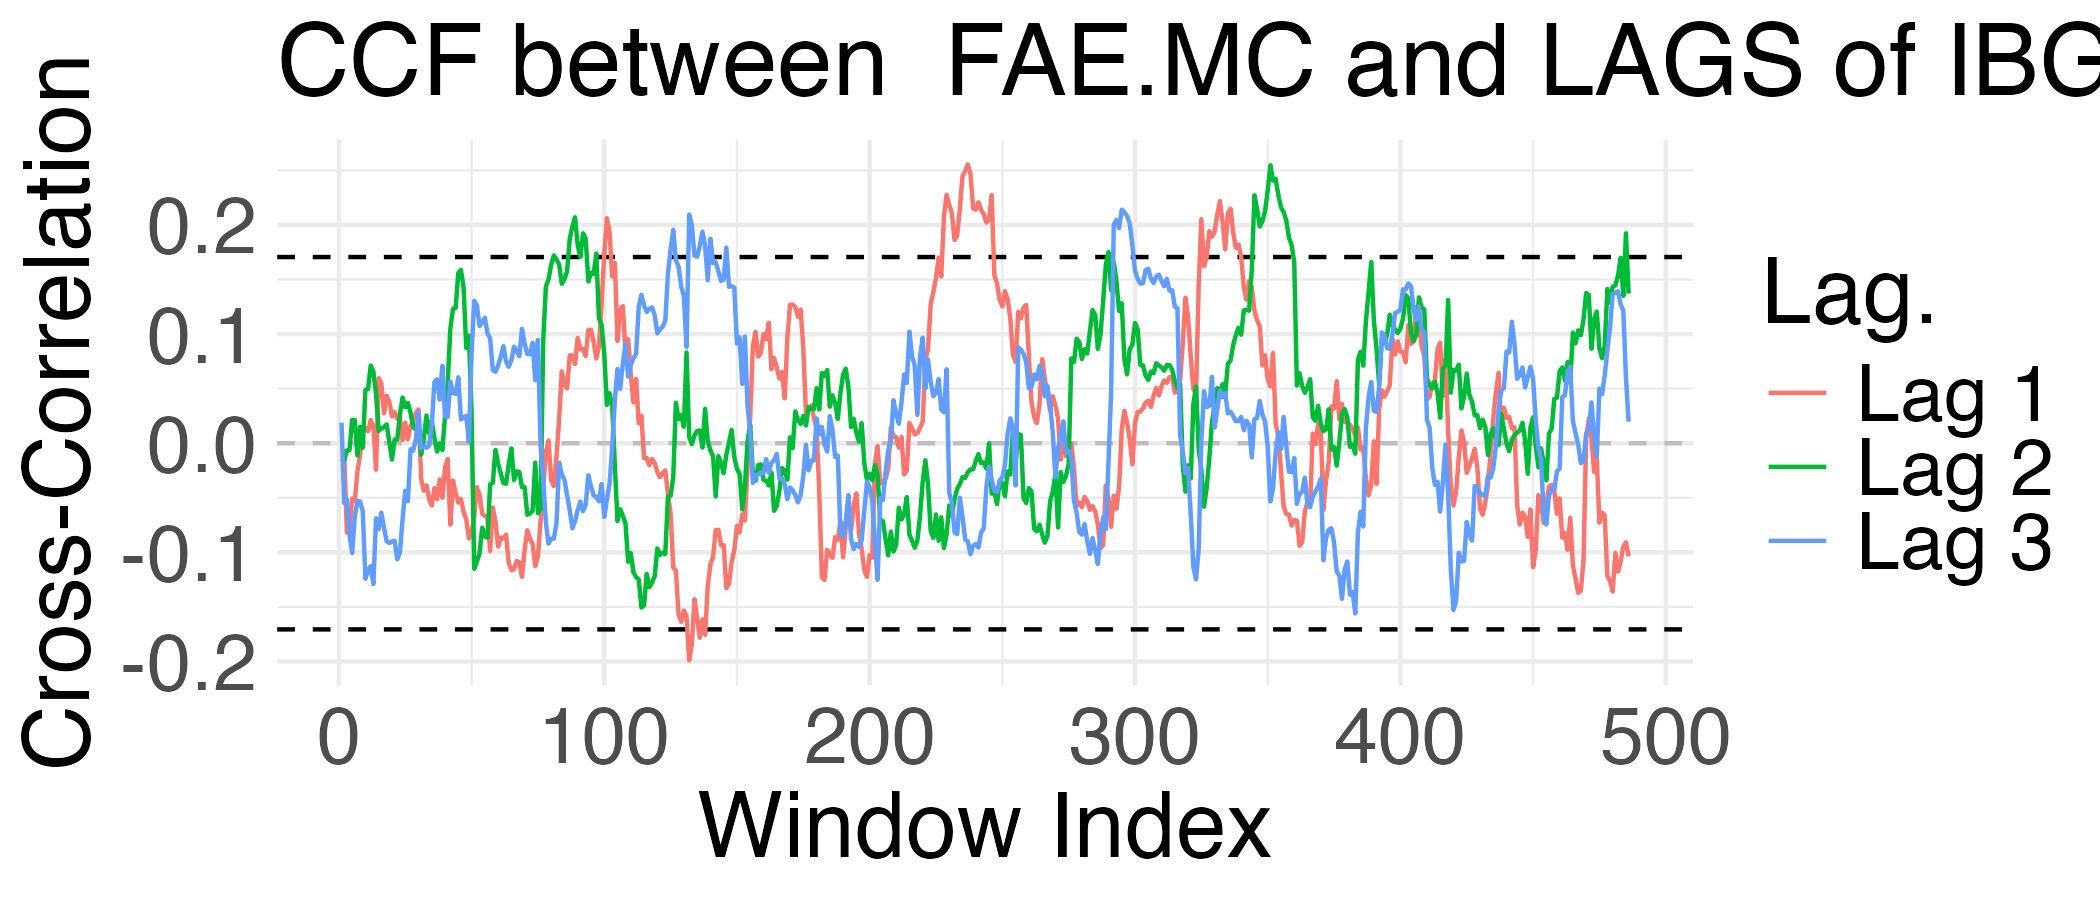 CCF between FAE.MC and LAGS of IBG
Cross-Correlation
0.2
0.1
0.0
-0.1
-0.2
0 100 200 300 400 500
Window Index
Lag.
Lag 1
Lag 2
Lag 3